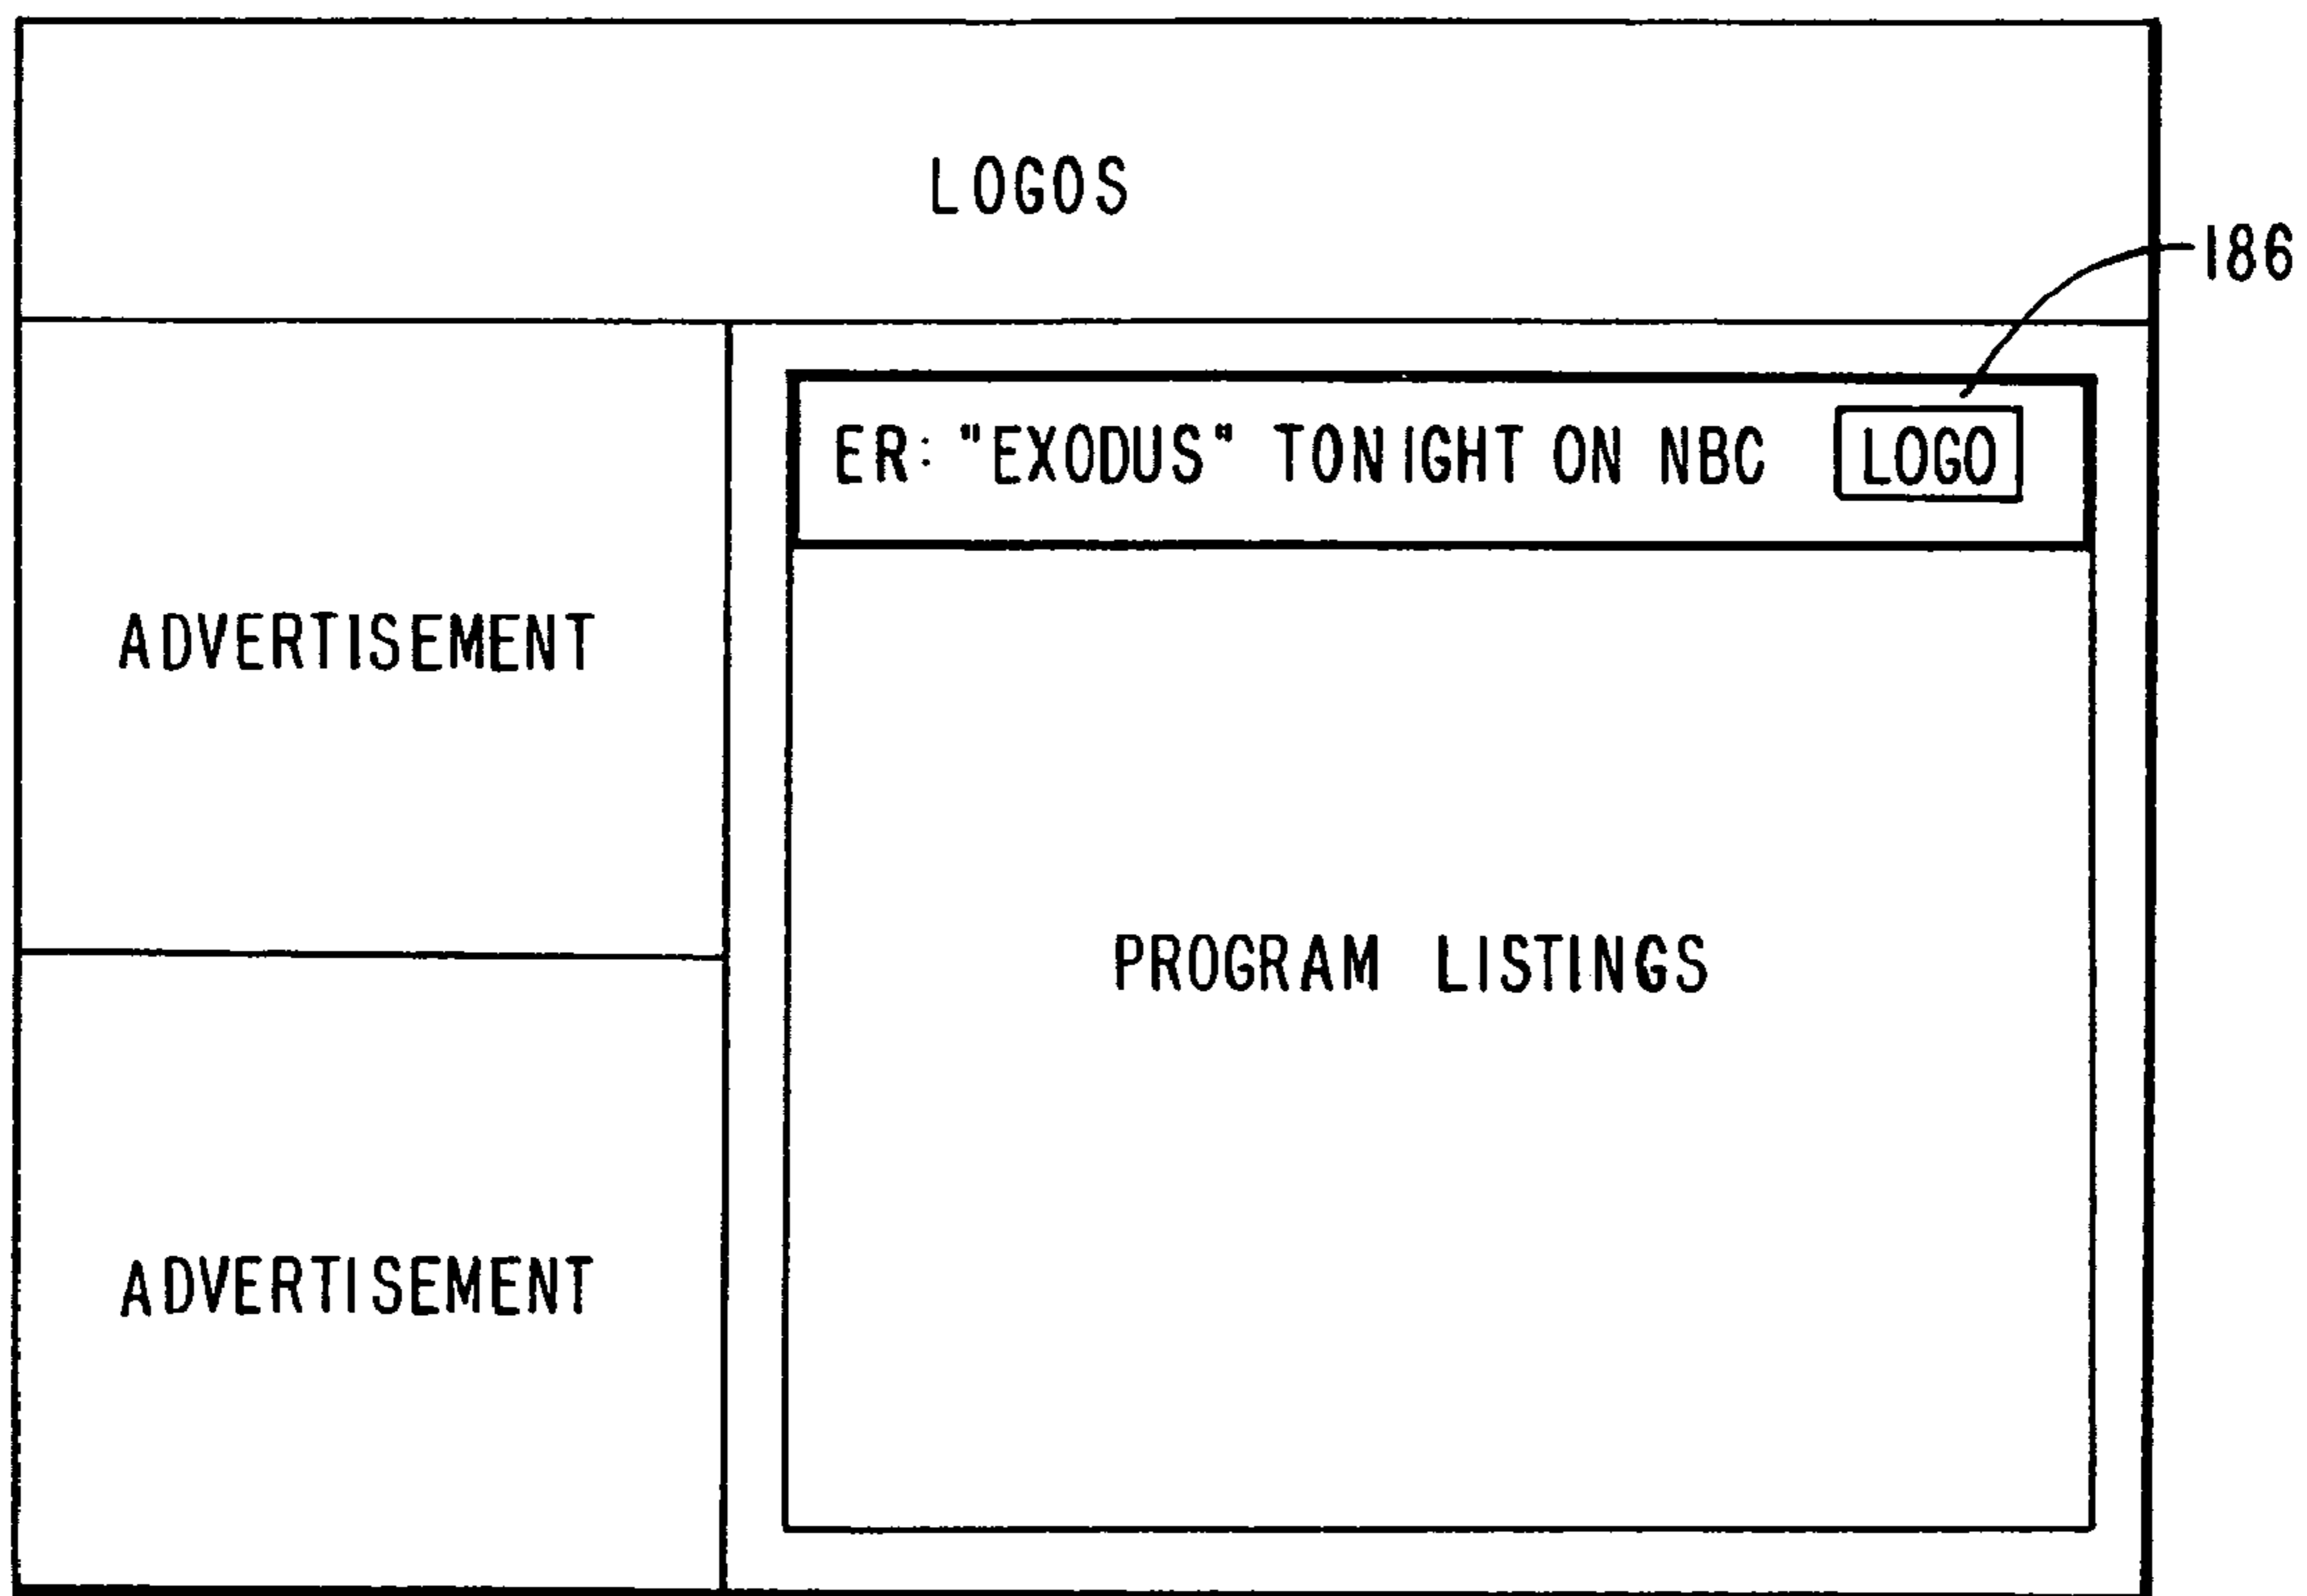 LOGOS
186
ER: "EXODUS" TONIGHT ON NBC LOGO
ADVERTISEMENT
PROGRAM LISTINGS
ADVERTISEMENT